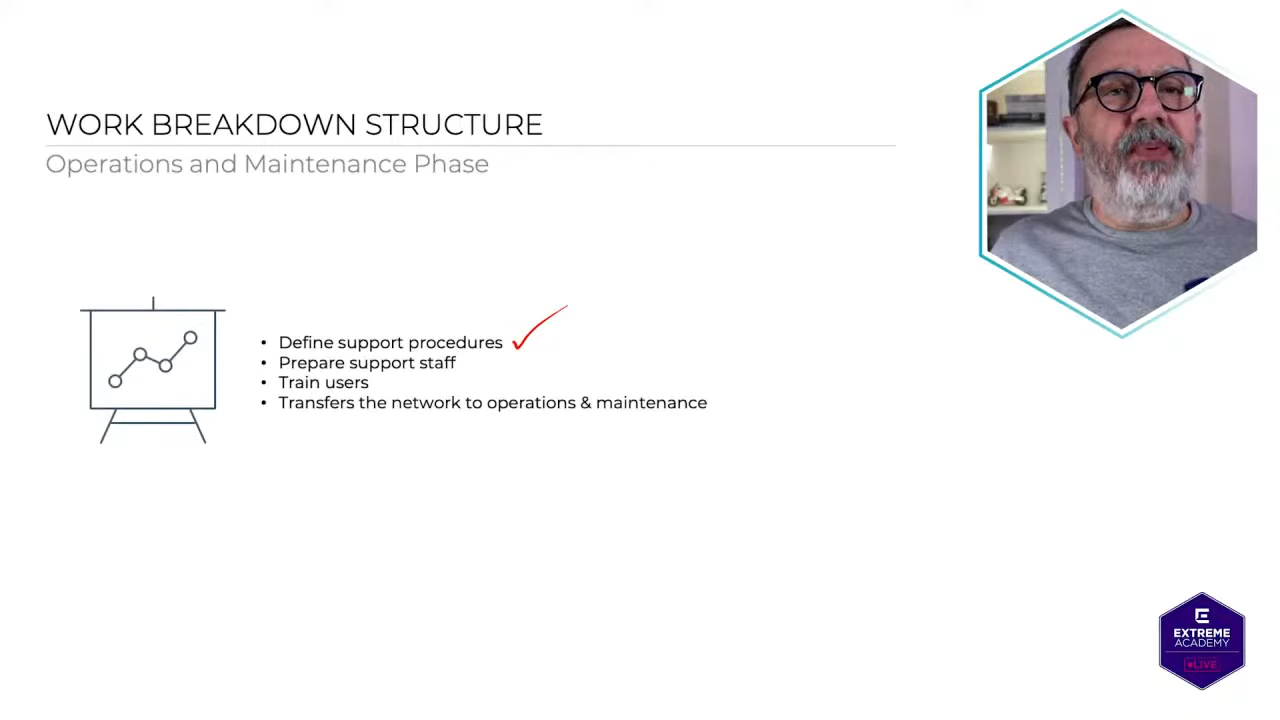 WORK BREAKDOWN STRUCTURE
Operations and Maintenance Phase
• Define support procedures
• Prepare support staff
• Train users
• Transfers the network to operations & maintenance
EXTREME
ACADEMY
LIVE